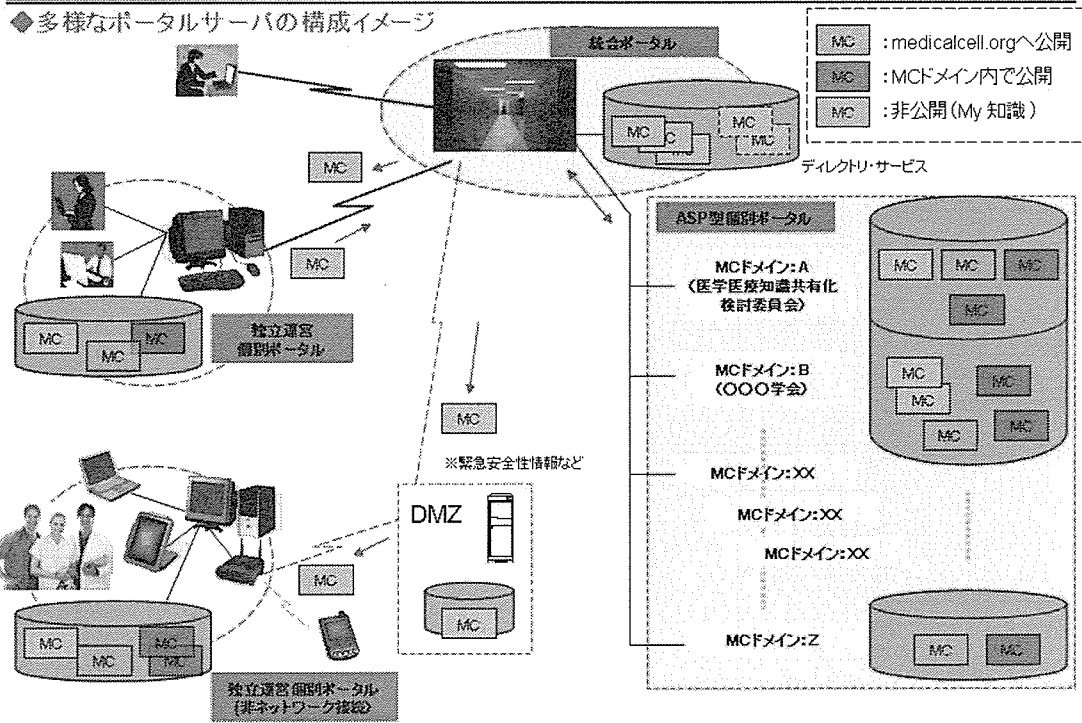 ◆多様なポータルサーバの構成イメージ
統合ポータル
MC :medicalcell.orgへ公開
MC :MCドメイン内で公開
MC :非公開(My 知識)
MC
MC
MC
MC
MC
ディレクトリ・サービス
MC
MC
MC
MC
MC
独立運営
個別ポータル
ASP型個別ポータル
MCドメイン:A
(医学医療知識共有化
検討委員会)
MC
MC
MC
MC
MCドメイン:B
(〇〇〇学会)
MC
MC
MC
MC
MC
MC
※緊急安全性情報など
MCドメイン:XX
MCドメイン:XX
MCドメイン:XX
DMZ
MC
MC
MC
MC
MC
MC
独立運営個別ポータル
(非ネットワーク接続)
MCドメイン:Z
MC
MC